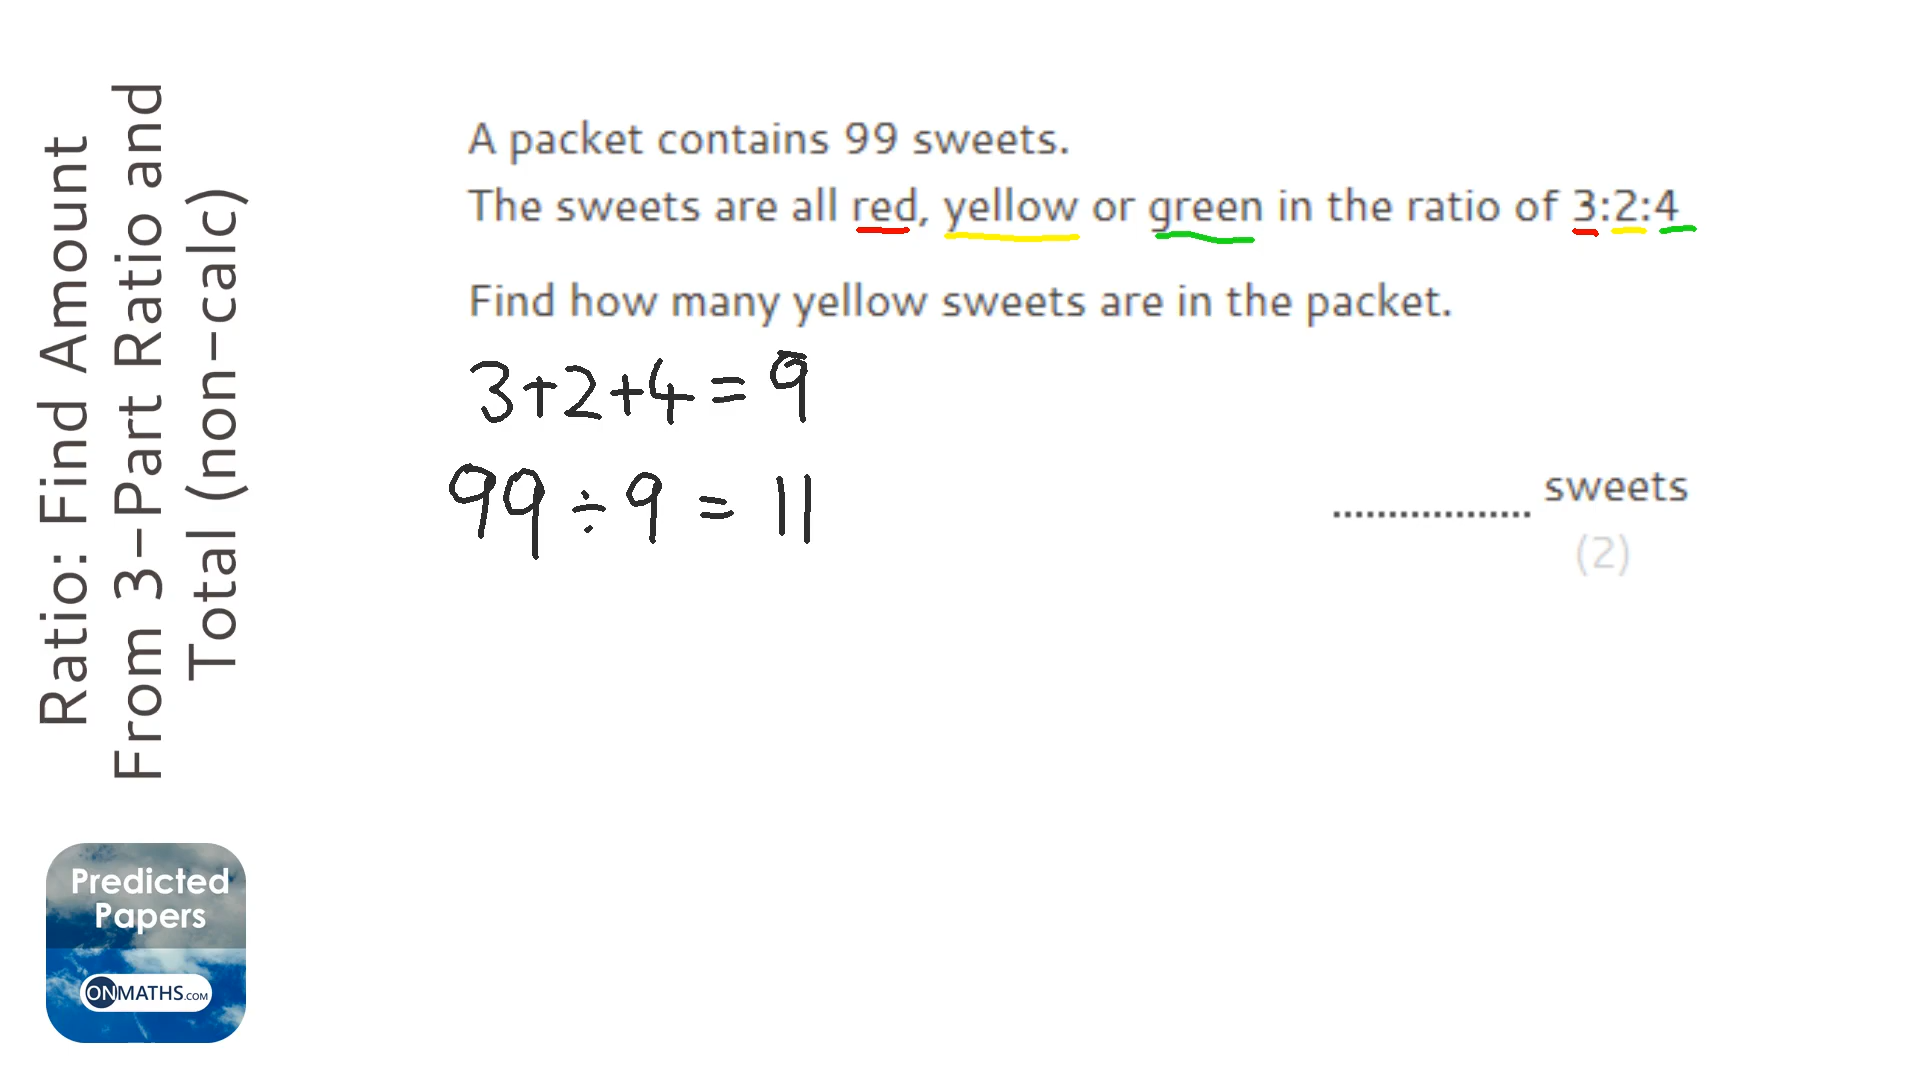 Ratio: Find Amount
From 3-Part Ratio and
Total (non-calc)
A packet contains 99 sweets.
The sweets are all red, yellow or green in the ratio of 3:2:4
Find how many yellow sweets are in the packet.
3+2+4=9
99÷9=11
.................. sweets
(2)
Predicted
Papers
ONMATHS.COM